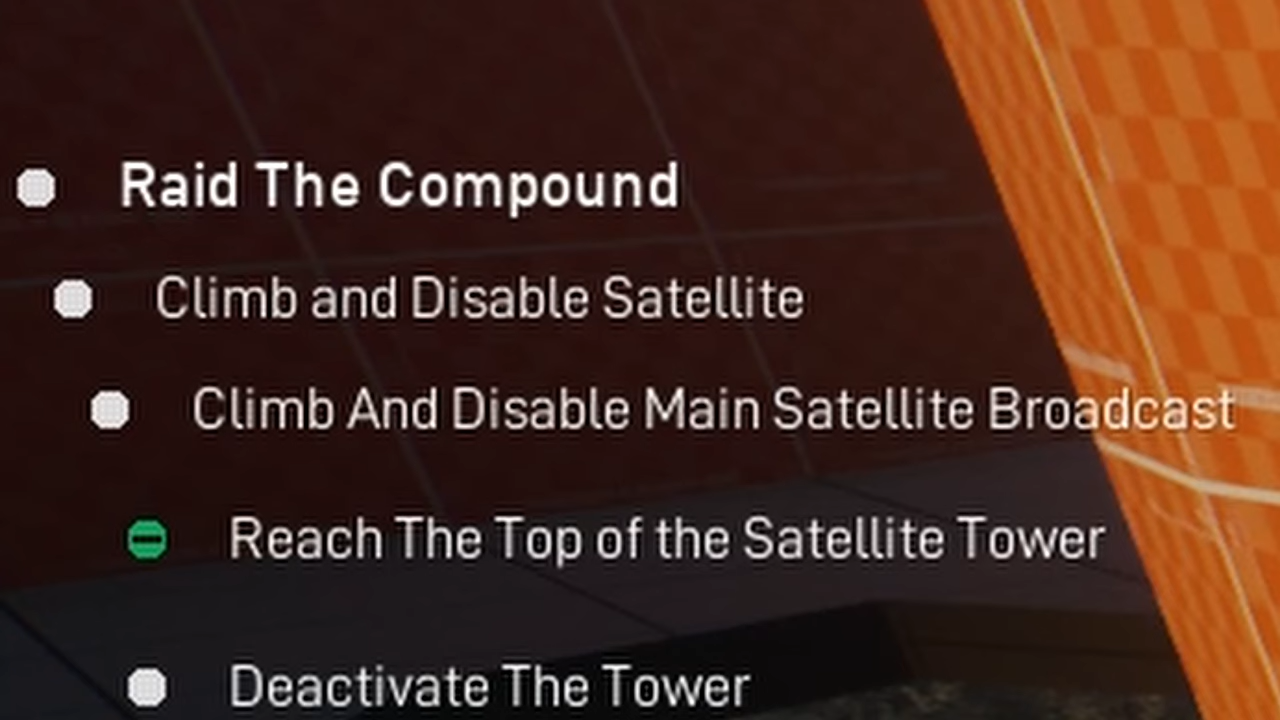 Raid The Compound
Climb and Disable Satellite
Climb And Disable Main Satellite Broadcast
Reach The Top of the Satellite Tower
Deactivate The Tower